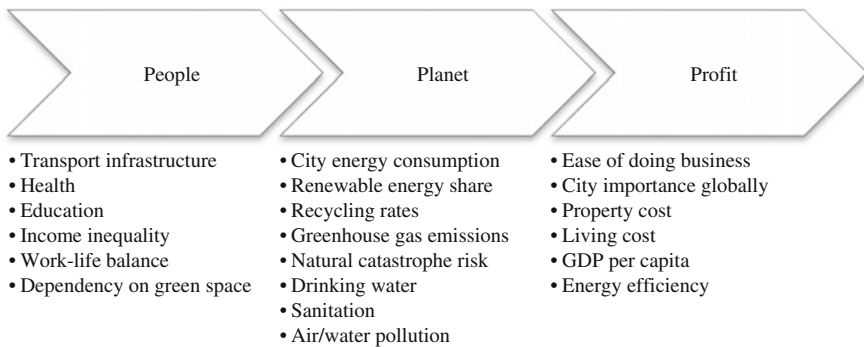 People
• Transport infrastructure
• Health
• Education
• Income inequality
• Work-life balance
• Dependency on green space
Planet
• City energy consumption
• Renewable energy share
• Recycling rates
• Greenhouse gas emissions
• Natural catastrophe risk
• Drinking water
• Sanitation
• Air/water pollution
Profit
• Ease of doing business
• City importance globally
• Property cost
• Living cost
• GDP per capita
• Energy efficiency